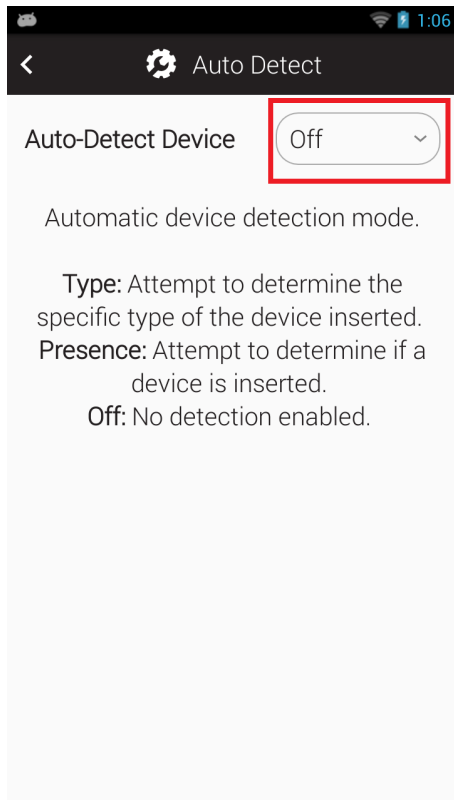 1:06
Auto Detect
Auto-Detect Device
Off
Automatic device detection mode.
Type: Attempt to determine the
specific type of the device inserted.
Presence: Attempt to determine if a
device is inserted.
Off: No detection enabled.